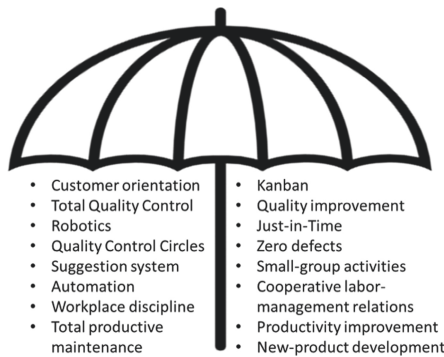 • Customer orientation
• Total Quality Control
• Robotics
• Quality Control Circles
• Suggestion system
• Automation
• Workplace discipline
• Total productive
maintenance
• Kanban
• Quality improvement
• Just-in-Time
• Zero defects
• Small-group activities
• Cooperative labor-
management relations
• Productivity improvement
• New-product development